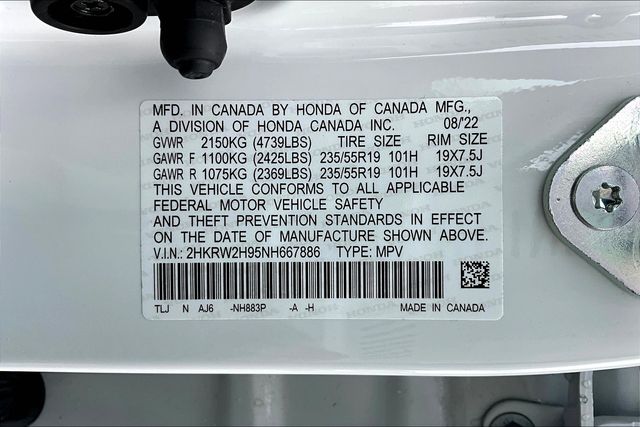 MFD. IN CANADA BY HONDA OF CANADA MFG.,
A DIVISION OF HONDA CANADA INC. 08/22
GVWR 2150KG (4739LBS) TIRE SIZE RIM SIZE
GAWR F 1100KG (2425LBS) 235/55R19 101H 19X7.5J
GAWR R 1075KG (2369LBS) 235/55R19 101H 19X7.5J
THIS VEHICLE CONFORMS TO ALL APPLICABLE
FEDERAL MOTOR VEHICLE SAFETY
AND THEFT PREVENTION STANDARDS IN EFFECT
ON THE DATE OF MANUFACTURE SHOWN ABOVE.
V.I.N.: 2HKRW2H95NH667886 TYPE: MPV
TLJ N AJ6 -NH883P -A -H MADE IN CANADA